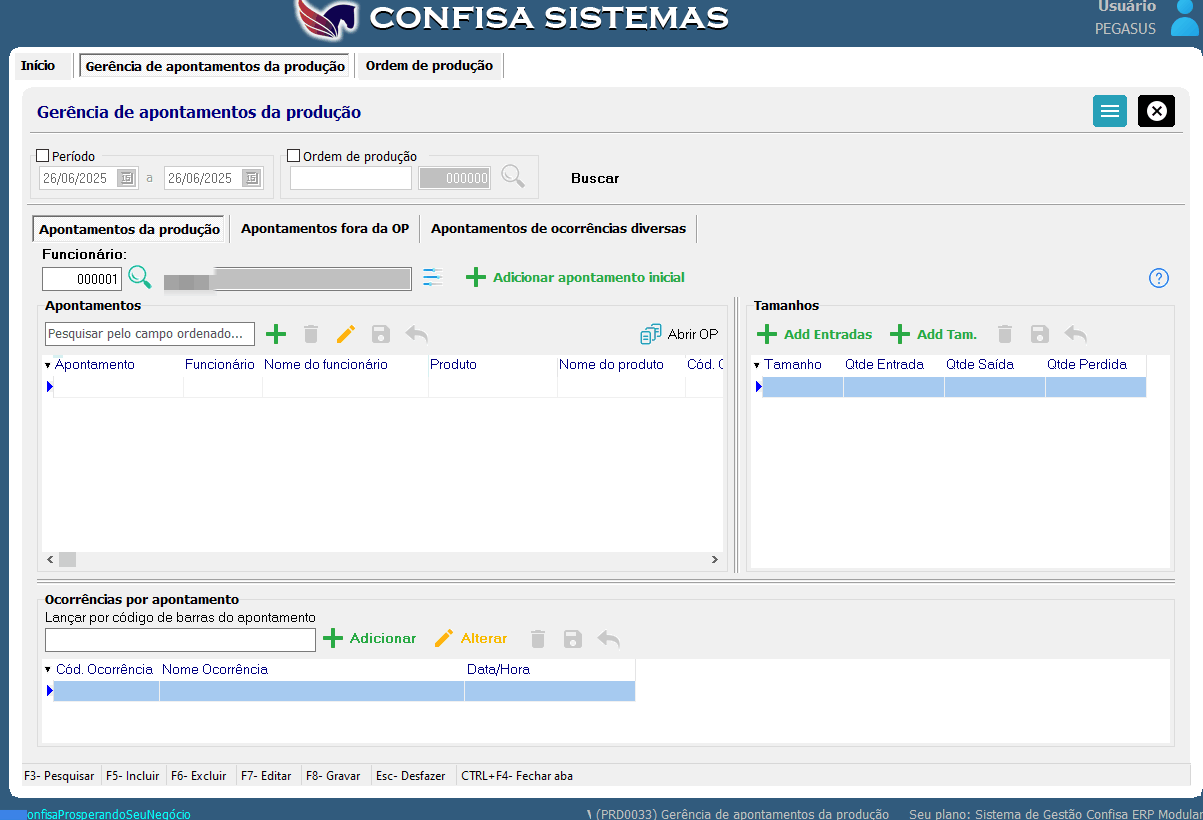 CONFISA SISTEMAS
Usuário
PEGASUS
Início
Gerência de apontamentos da produção
Ordem de produção
Gerência de apontamentos da produção
Período
Ordem de produção
26/06/2025
15
a
26/06/2025
15
000000
Buscar
Apontamentos da produção
Apontamentos fora da OP
Apontamentos de ocorrências diversas
Funcionário:
000001
Adicionar apontamento inicial
?
Apontamentos
Pesquisar pelo campo ordenado...
Abrir OP
Apontamento Funcionário Nome do funcionário Produto Nome do produto Cód.
Tamanhos
Add Entradas
Add Tam.
Tamanho Qtde Entrada Qtde Saída Qtde Perdida
Ocorrências por apontamento
Lançar por código de barras do apontamento
Adicionar
Alterar
Cód. Ocorrência Nome Ocorrência Data/Hora
F3- Pesquisar F5- Incluir F6- Excluir F7- Editar F8- Gravar Esc- Desfazer CTRL+F4- Fechar aba
onfisaProsperandoSeuNegócio
\ (PRD0033) Gerência de apontamentos da produção
Seu plano: Sistema de Gestão Confisa ERP Modular